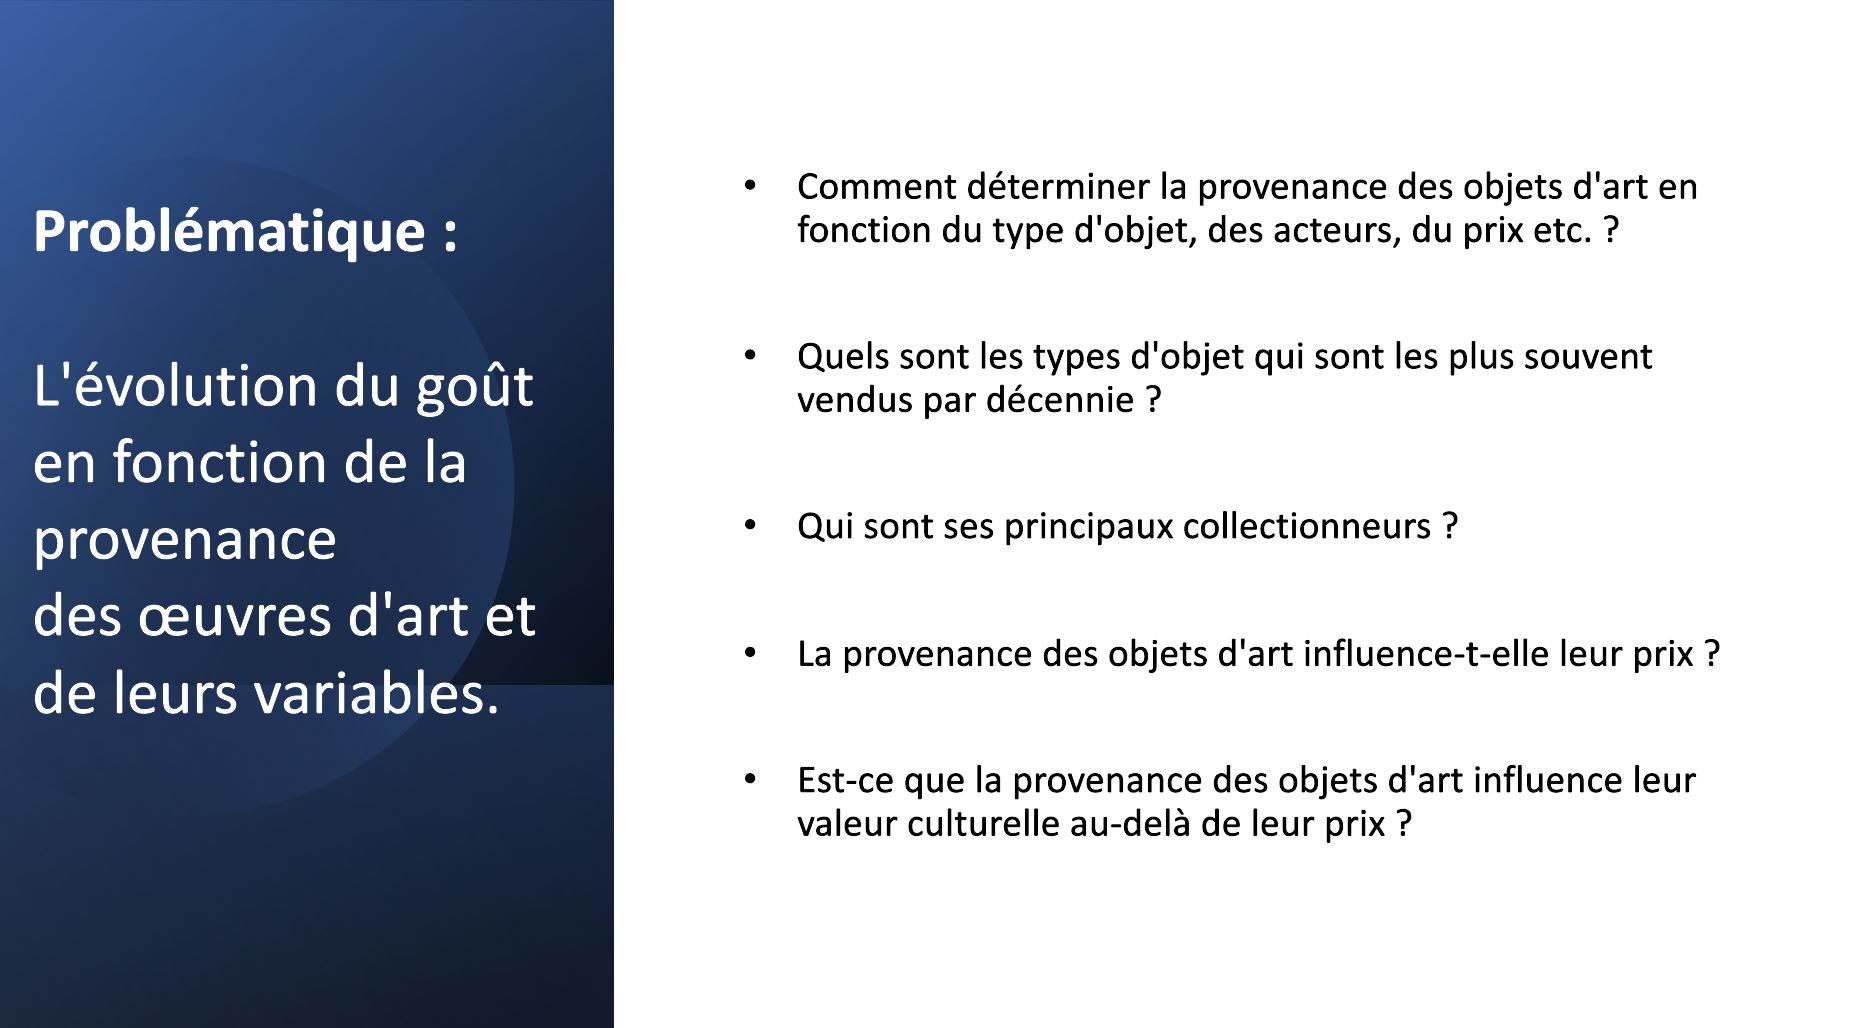 Problématique :
L'évolution du goût
en fonction de la
provenance
des œuvres d'art et
de leurs variables.
• Comment déterminer la provenance des objets d'art en
fonction du type d'objet, des acteurs, du prix etc. ?
• Quels sont les types d'objet qui sont les plus souvent
vendus par décennie ?
• Qui sont ses principaux collectionneurs ?
• La provenance des objets d'art influence-t-elle leur prix ?
• Est-ce que la provenance des objets d'art influence leur
valeur culturelle au-delà de leur prix ?